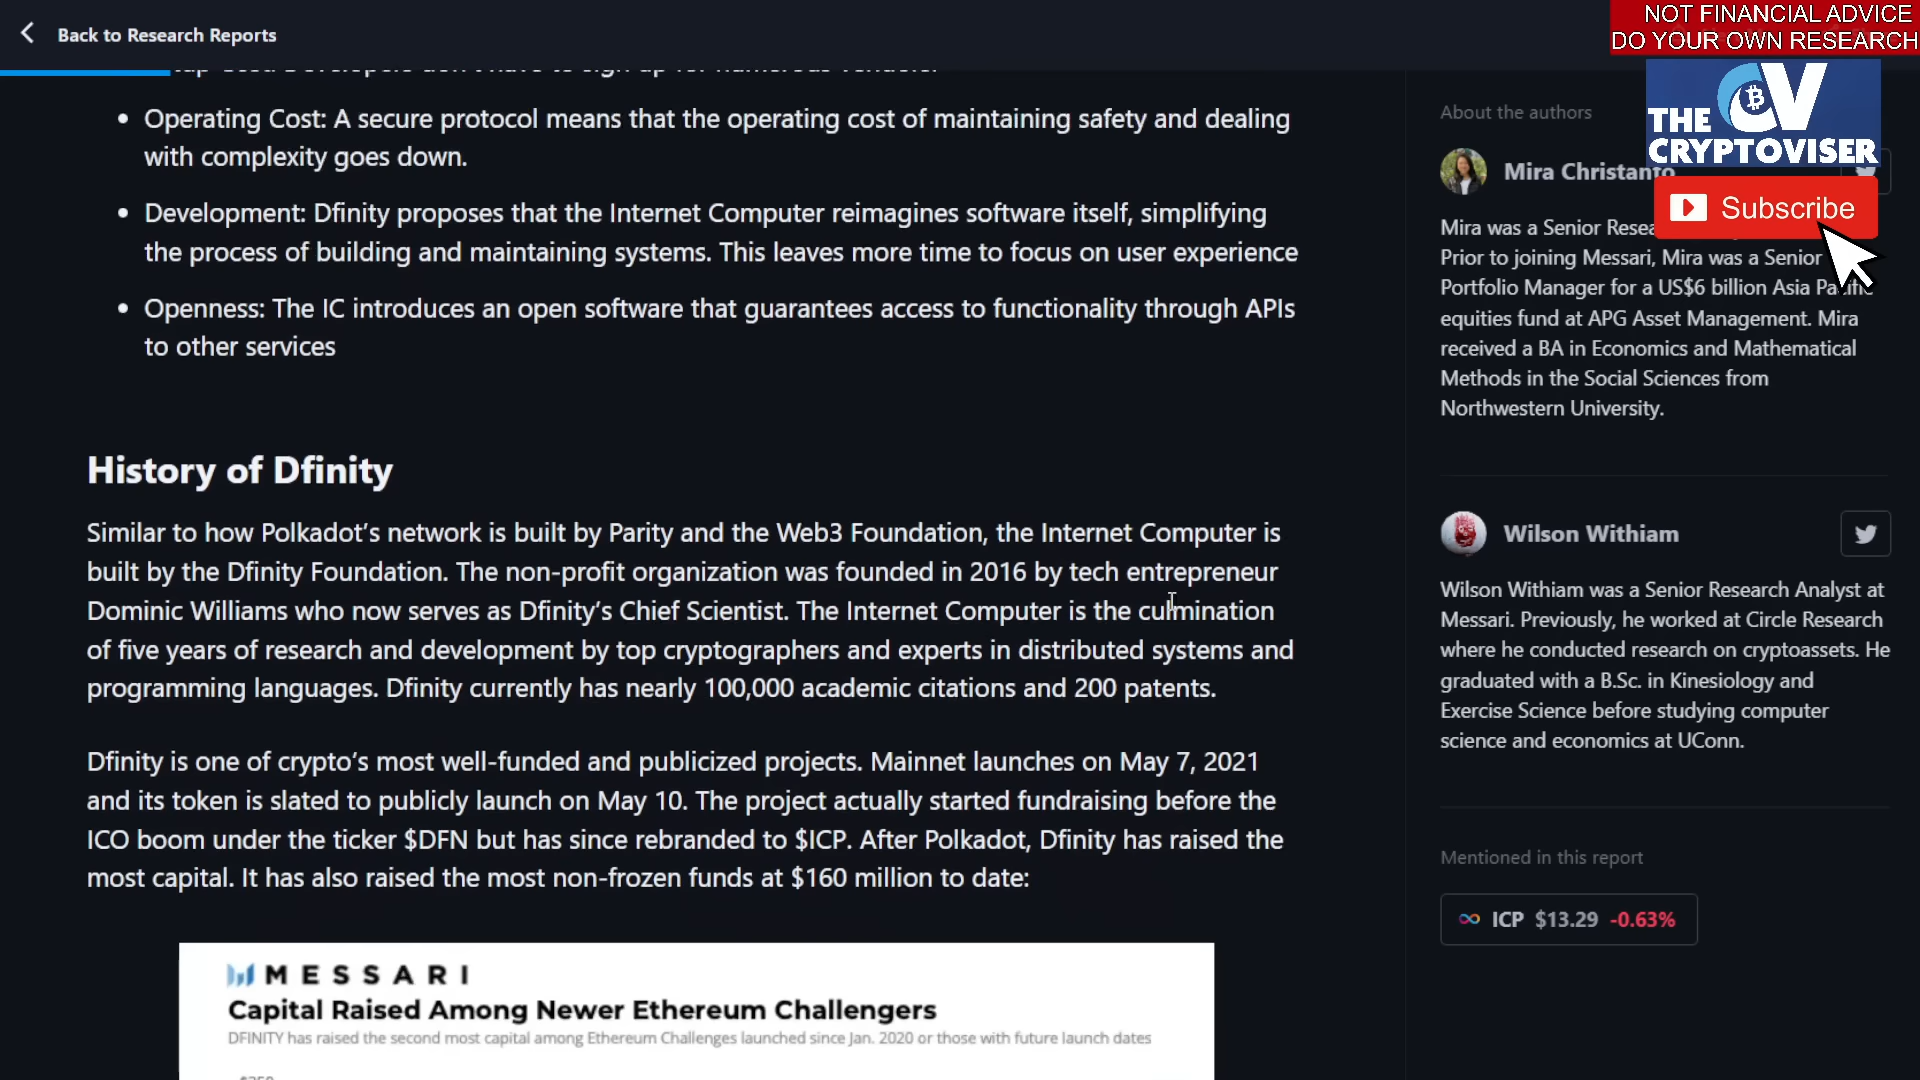 Back to Research Reports
NOT FINANCIAL ADVICE
DO YOUR OWN RESEARCH
• Operating Cost: A secure protocol means that the operating cost of maintaining safety and dealing
with complexity goes down.
• Development: Dfinity proposes that the Internet Computer reimagines software itself, simplifying
the process of building and maintaining systems. This leaves more time to focus on user experience
• Openness: The IC introduces an open software that guarantees access to functionality through APIs
to other services
History of Dfinity
Similar to how Polkadot’s network is built by Parity and the Web3 Foundation, the Internet Computer is
built by the Dfinity Foundation. The non-profit organization was founded in 2016 by tech entrepreneur
Dominic Williams who now serves as Dfinity’s Chief Scientist. The Internet Computer is the culmination
of five years of research and development by top cryptographers and experts in distributed systems and
programming languages. Dfinity currently has nearly 100,000 academic citations and 200 patents.
Dfinity is one of crypto’s most well-funded and publicized projects. Mainnet launches on May 7, 2021
and its token is slated to publicly launch on May 10. The project actually started fundraising before the
ICO boom under the ticker $DFN but has since rebranded to $ICP. After Polkadot, Dfinity has raised the
most capital. It has also raised the most non-frozen funds at $160 million to date:
MESSARI
Capital Raised Among Newer Ethereum Challengers
DFINITY has raised the second most capital among Ethereum Challenges launched since Jan. 2020 or those with future launch dates
About the authors
THE CV
CRYPTOVISER
Mira Christanto
Subscribe
Mira was a Senior
Prior to joining Messari, Mira was a Senior
Portfolio Manager for a US$6 billion Asia Pacific
equities fund at APG Asset Management. Mira
received a BA in Economics and Mathematical
Methods in the Social Sciences from
Northwestern University.
Wilson Withiam
Wilson Withiam was a Senior Research Analyst at
Messari. Previously, he worked at Circle Research
where he conducted research on cryptoassets. He
graduated with a B.Sc. in Kinesiology and
Exercise Science before studying computer
science and economics at UConn.
Mentioned in this report
ICP $13.29 -0.63%